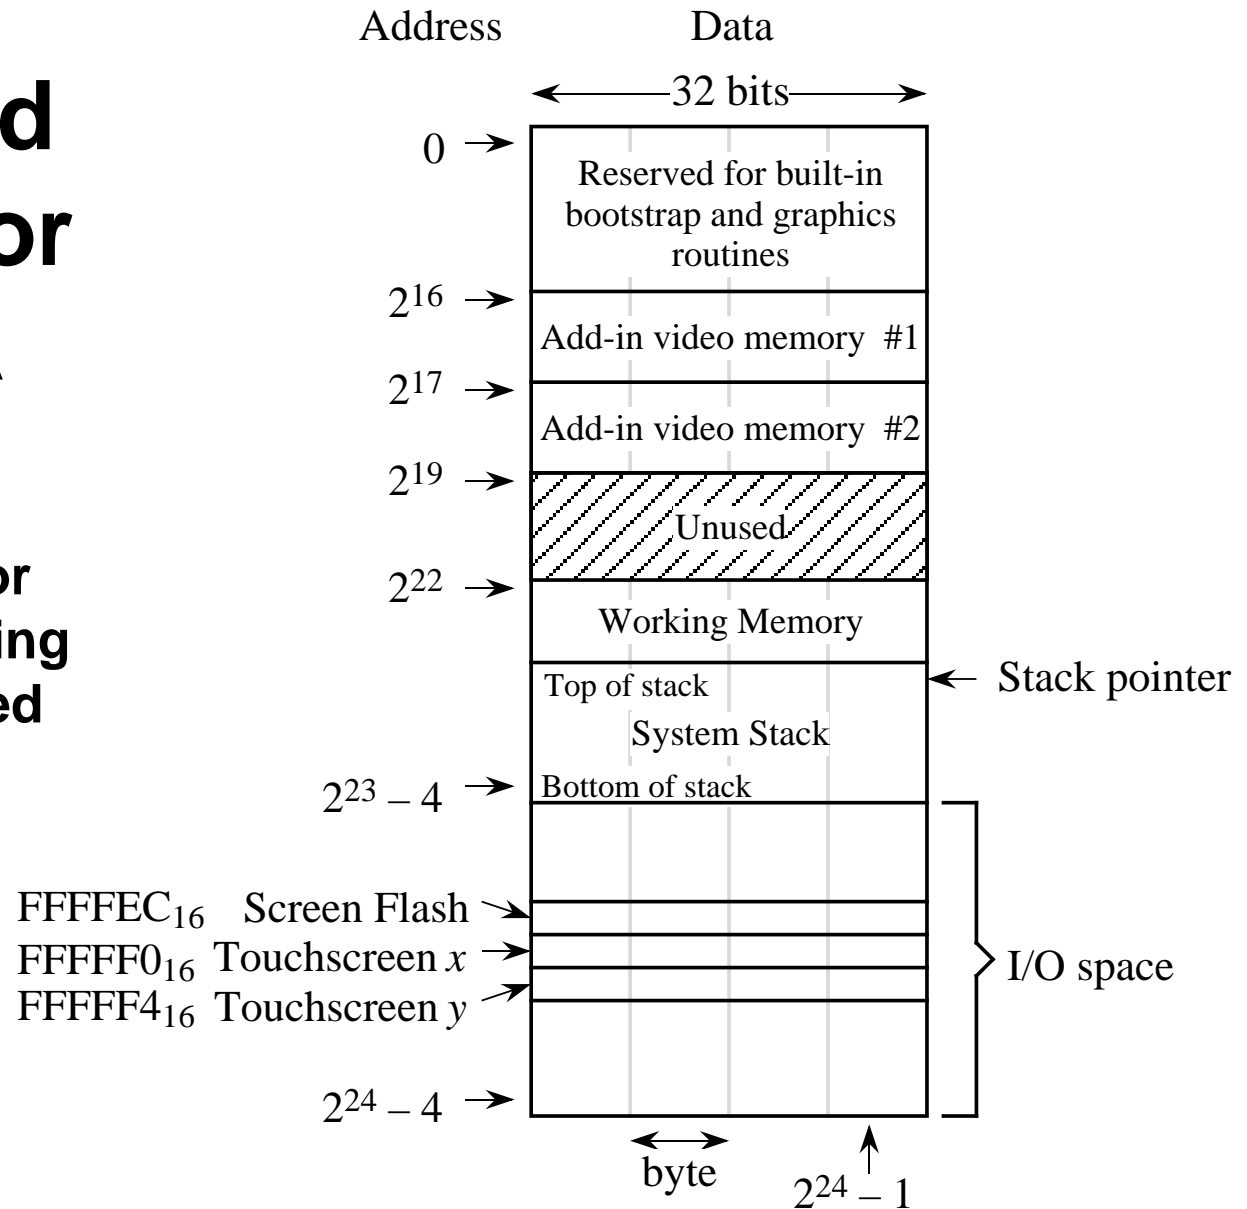 Address Data
d
or
32 bits
0
Reserved for built-in
bootstrap and graphics
routines
2^16
Add-in video memory #1
2^17
Add-in video memory #2
2^19
Unused
or
ing
ed
2^22
Working Memory
Top of stack
Stack pointer
System Stack
2^23 – 4
Bottom of stack
FFFFEC_16 Screen Flash
FFFFF0_16 Touchscreen x
FFFFF4_16 Touchscreen y
I/O space
2^24 – 4
byte
2^24 – 1